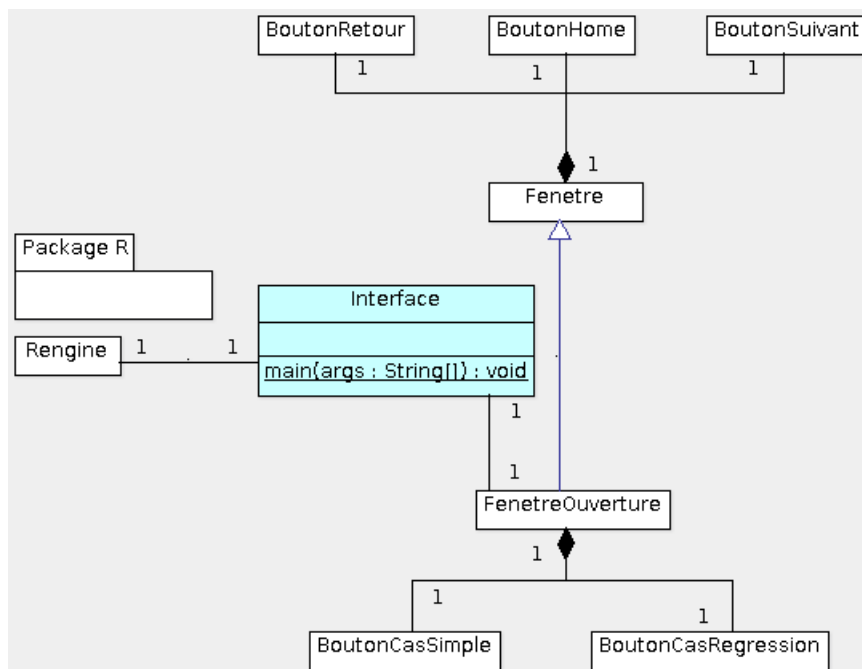 BoutonRetour
BoutonHome
BoutonSuivant
1
1
1
1
Fenetre
Package R
Interface
Rengine
1
1
main(args : String[]) : void
1
1
FenetreOuverture
1
1
1
BoutonCasSimple
BoutonCasRegression